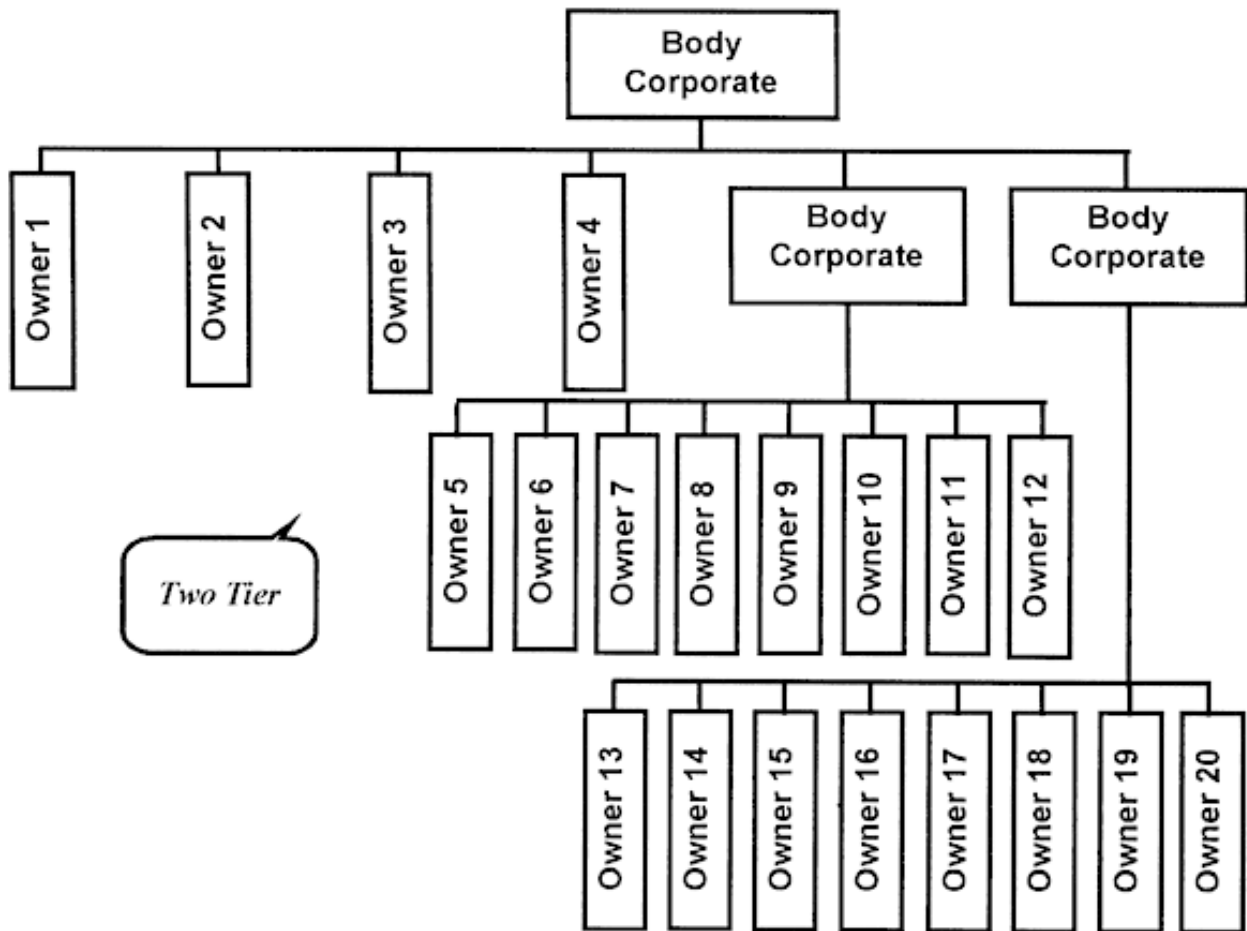 Body
Corporate
Owner 1
Owner 2
Owner 3
Owner 4
Body
Corporate
Body
Corporate
Owner 5
Owner 6
Owner 7
Owner 8
Owner 9
Owner 10
Owner 11
Owner 12
Two Tier
Owner 13
Owner 14
Owner 15
Owner 16
Owner 17
Owner 18
Owner 19
Owner 20